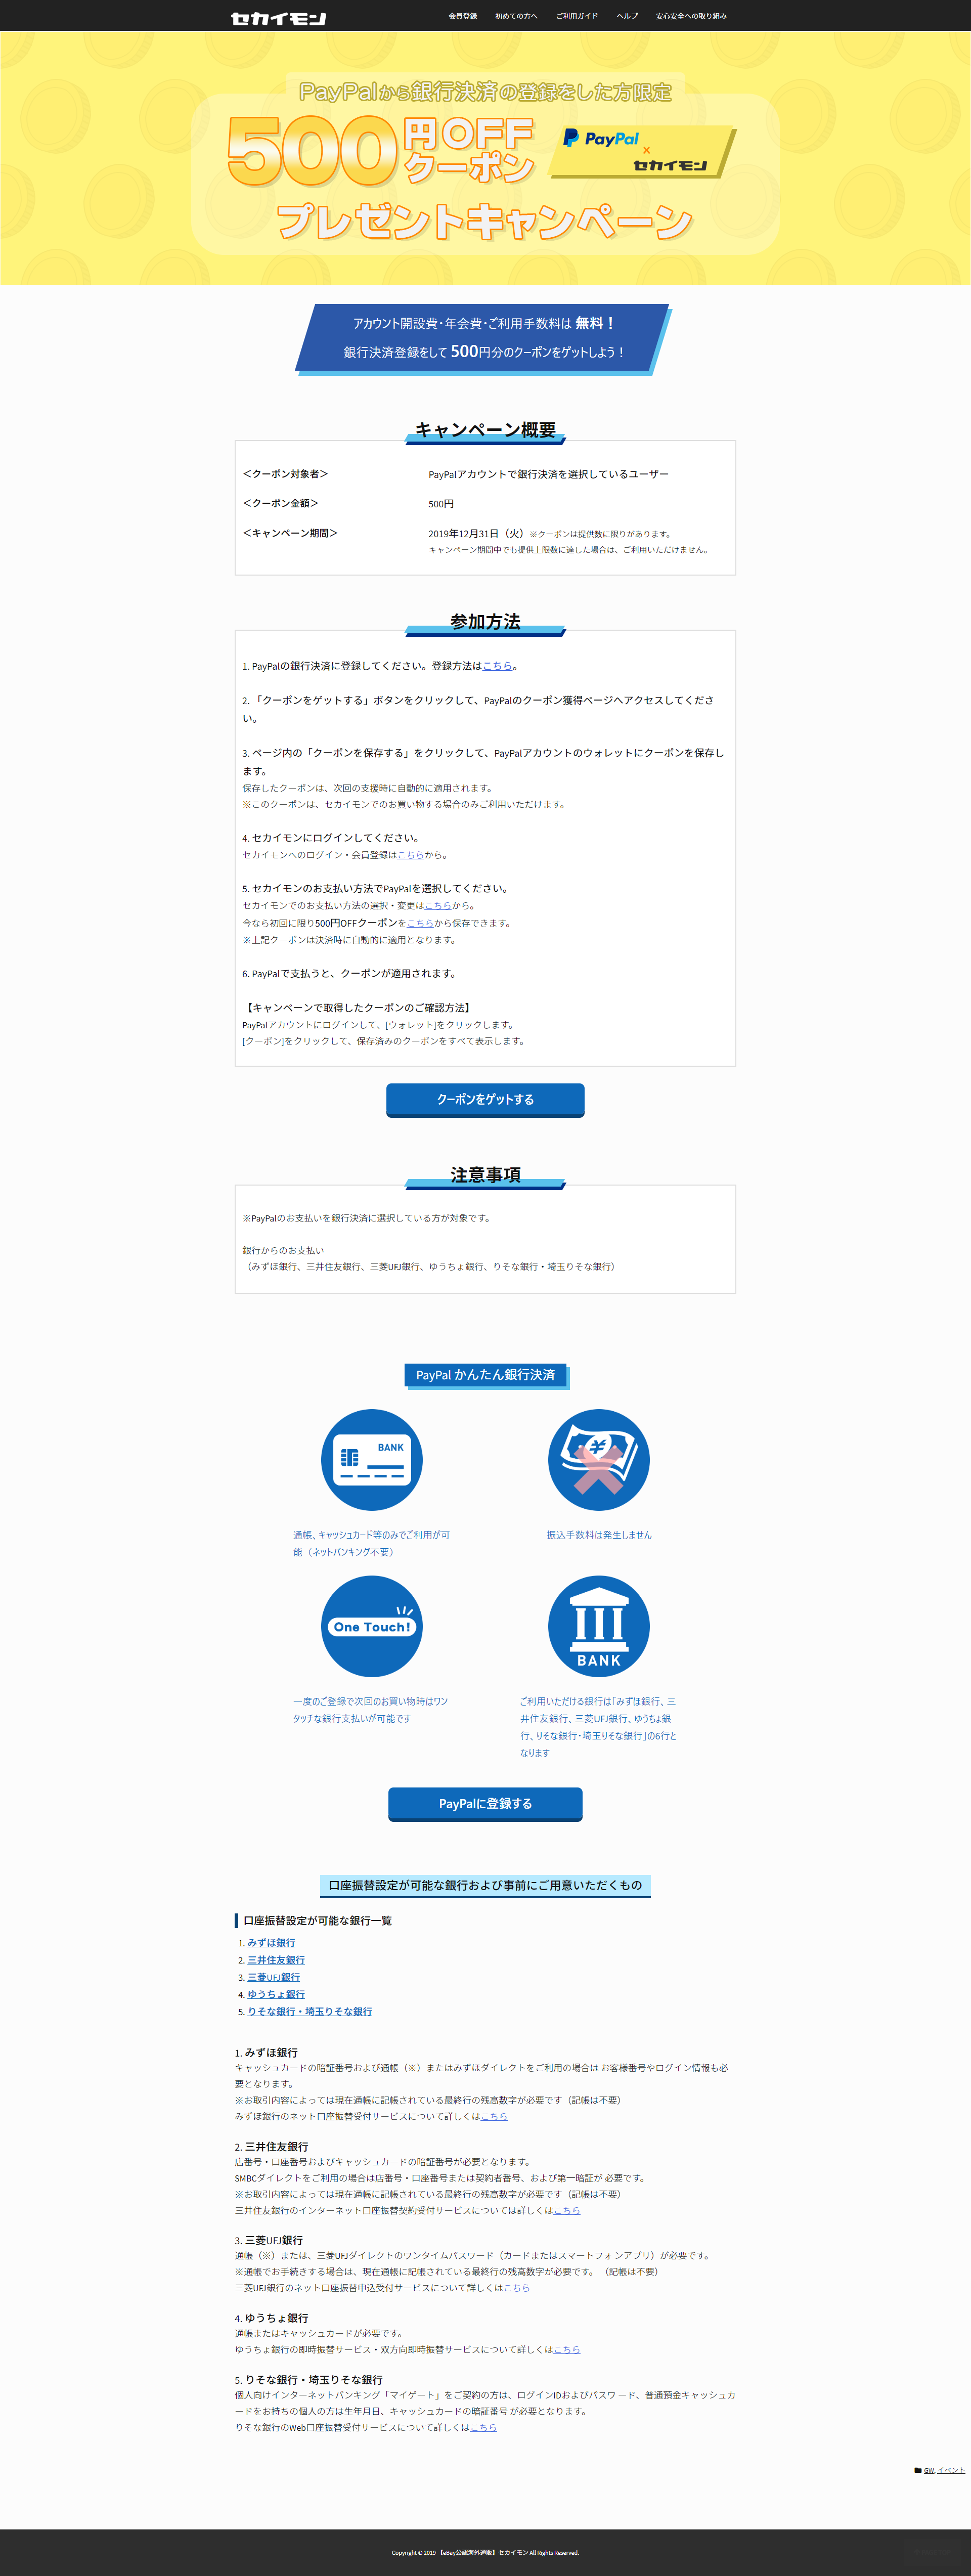 セカイモン
会員登録 初めての方へ ご利用ガイド ヘルプ 安心安全への取り組み
PayPalから銀行決済の登録をした方限定
500円OFF
クーポン
PayPal
×
セカイモン
プレゼントキャンペーン
アカウント開設費・年会費・ご利用手数料は 無料！
銀行決済登録をして 500円分のクーポンをゲットしよう！
キャンペーン概要
＜クーポン対象者＞ PayPalアカウントで銀行決済を選択しているユーザー
＜クーポン金額＞ 500円
＜キャンペーン期間＞ 2019年12月31日（火）※クーポンは提供数に限りがあります。
キャンペーン期間中でも提供上限数に達した場合は、ご利用いただけません。
参加方法
1. PayPalの銀行決済に登録してください。登録方法はこちら。
2. 「クーポンをゲットする」ボタンをクリックして、PayPalのクーポン獲得ページへアクセスしてくださ
い。
3. ページ内の「クーポンを保存する」をクリックして、PayPalアカウントのウォレットにクーポンを保存し
ます。
保存したクーポンは、次回の支援時に自動的に適用されます。
※このクーポンは、セカイモンでのお買い物する場合のみご利用いただけます。
4. セカイモンにログインしてください。
セカイモンへのログイン・会員登録はこちらから。
5. セカイモンのお支払い方法でPayPalを選択してください。
セカイモンでのお支払い方法の選択・変更はこちらから。
今なら初回に限り500円OFFクーポンをこちらから保存できます。
※上記クーポンは決済時に自動的に適用となります。
6. PayPalで支払うと、クーポンが適用されます。
【キャンペーンで取得したクーポンのご確認方法】
PayPalアカウントにログインして、[ウォレット]をクリックします。
[クーポン]をクリックして、保存済みのクーポンをすべて表示します。
クーポンをゲットする
注意事項
※PayPalのお支払いを銀行決済に選択している方が対象です。
銀行からのお支払い
（みずほ銀行、三井住友銀行、三菱UFJ銀行、ゆうちょ銀行、りそな銀行・埼玉りそな銀行）
PayPal かんたん銀行決済
BANK
¥
通帳、キャッシュカード等のみでご利用が可
能（ネットバンキング不要）
振込手数料は発生しません
One Touch!
BANK
一度のご登録で次回のお買い物時はワン
タッチな銀行支払いが可能です
ご利用いただける銀行は「みずほ銀行、三
井住友銀行、三菱UFJ銀行、ゆうちょ銀
行、りそな銀行・埼玉りそな銀行」の6行と
なります
PayPalに登録する
口座振替設定が可能な銀行および事前にご用意いただくもの
口座振替設定が可能な銀行一覧
1. みずほ銀行
2. 三井住友銀行
3. 三菱UFJ銀行
4. ゆうちょ銀行
5. りそな銀行・埼玉りそな銀行
1. みずほ銀行
キャッシュカードの暗証番号および通帳（※）またはみずほダイレクトをご利用の場合は お客様番号やログイン情報も必
要となります。
※お取引内容によっては現在通帳に記帳されている最終行の残高数字が必要です（記帳は不要）
みずほ銀行のネット口座振替受付サービスについて詳しくはこちら
2. 三井住友銀行
店番号・口座番号およびキャッシュカードの暗証番号が必要となります。
SMBCダイレクトをご利用の場合は店番号・口座番号または契約者番号、および第一暗証が 必要です。
※お取引内容によっては現在通帳に記帳されている最終行の残高数字が必要です（記帳は不要）
三井住友銀行のインターネット口座振替契約受付サービスについては詳しくはこちら
3. 三菱UFJ銀行
通帳（※）または、三菱UFJダイレクトのワンタイムパスワード（カードまたはスマートフォ ンアプリ）が必要です。
※通帳でお手続きする場合は、現在通帳に記帳されている最終行の残高数字が必要です。 （記帳は不要）
三菱UFJ銀行のネット口座振替申込受付サービスについて詳しくはこちら
4. ゆうちょ銀行
通帳またはキャッシュカードが必要です。
ゆうちょ銀行の即時振替サービス・双方向即時振替サービスについて詳しくはこちら
5. りそな銀行・埼玉りそな銀行
個人向けインターネットバンキング「マイゲート」をご契約の方は、ログインIDおよびパスワ ード、普通預金キャッシュカ
ードをお持ちの個人の方は生年月日、キャッシュカードの暗証番号 が必要となります。
りそな銀行のWeb口座振替受付サービスについて詳しくはこちら
GW, イベント
Copyright © 2019 【eBay公認海外通販】セカイモン All Rights Reserved.